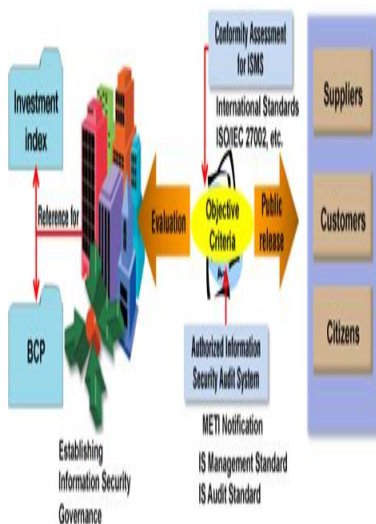 Conformity Assessment
for ISMS
International Standards
ISO/IEC 27002, etc.
Investment
index
Reference for
BCP
Evaluation
Objective
Criteria
Public
release
Suppliers
Customers
Citizens
Authorized Information
Security Audit System
METI Notification
IS Management Standard
IS Audit Standard
Establishing
Information Security
Governance